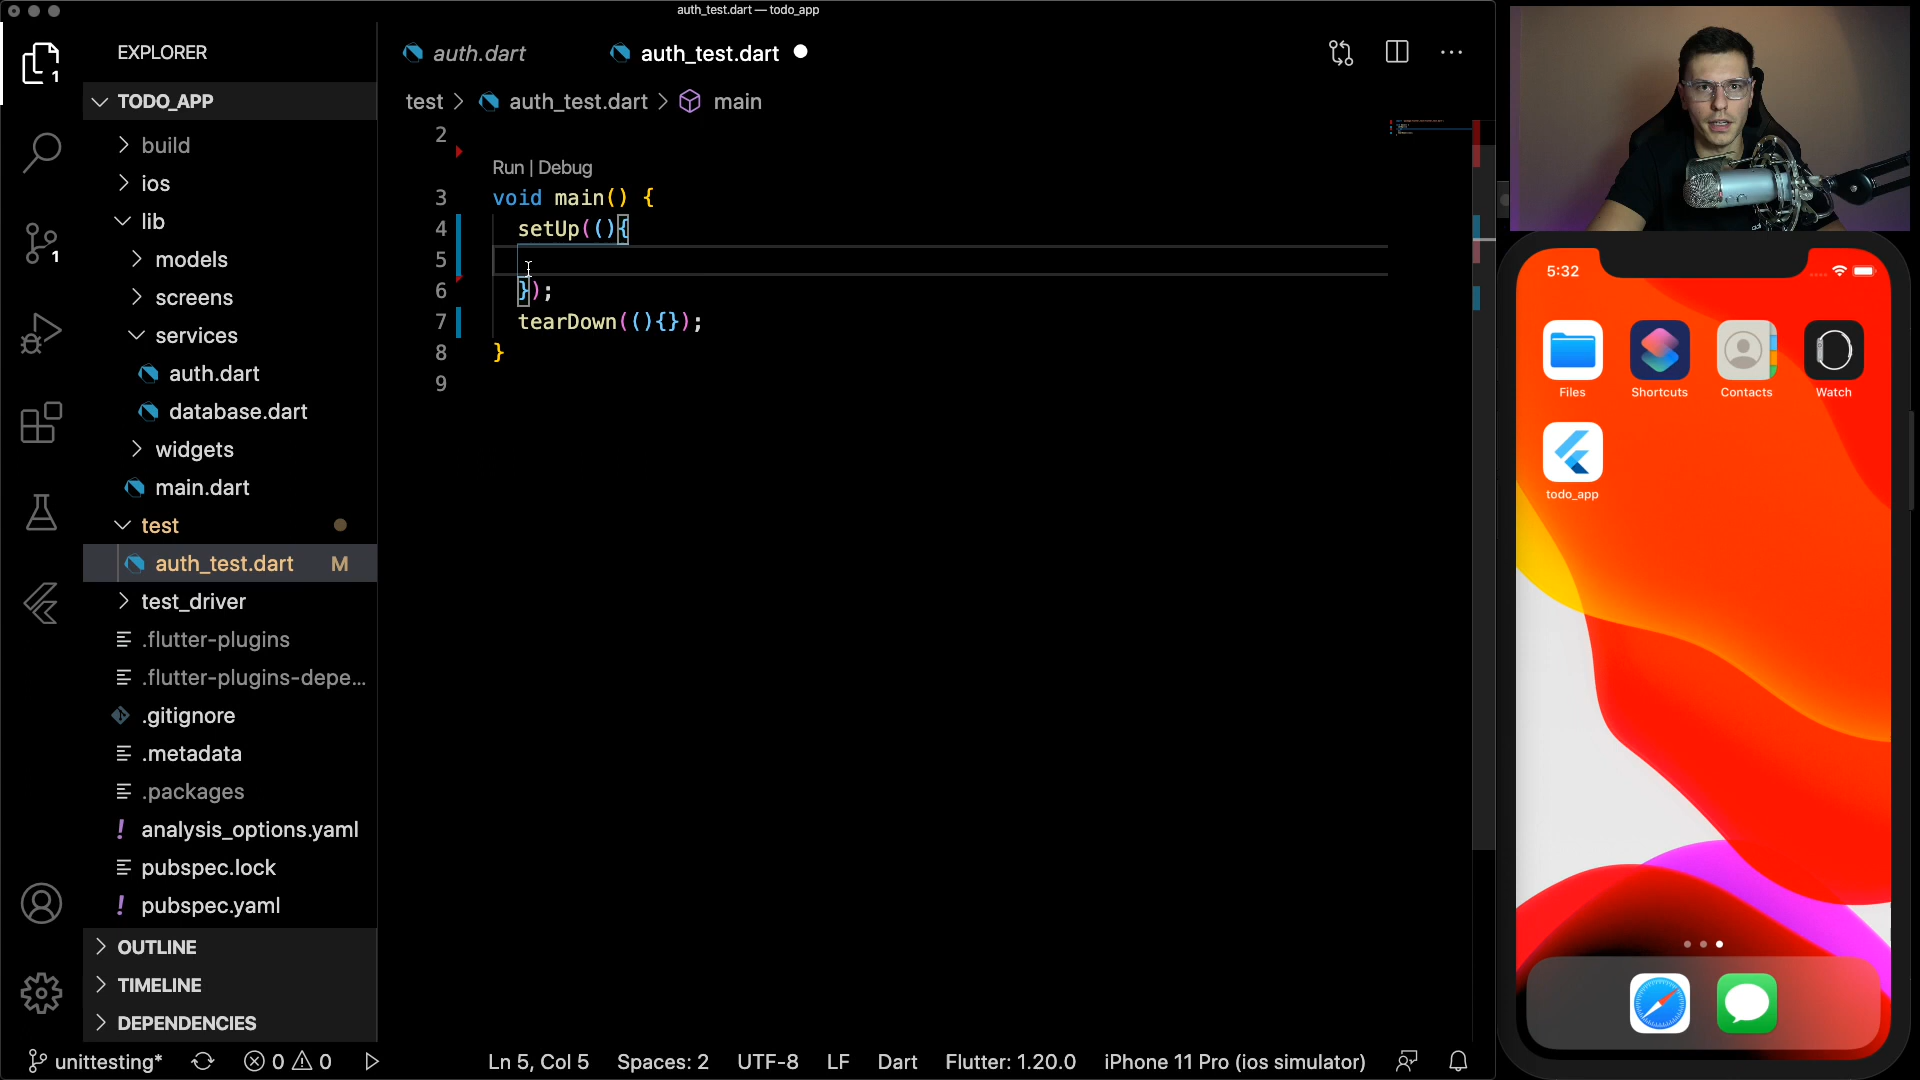 auth_test.dart — todo_app
EXPLORER
TODO_APP
build
ios
lib
models
screens
services
auth.dart
database.dart
widgets
main.dart
test
auth_test.dart M
test_driver
.flutter-plugins
.flutter-plugins-depe...
.gitignore
.metadata
.packages
analysis_options.yaml
pubspec.lock
pubspec.yaml
OUTLINE
TIMELINE
DEPENDENCIES
1
1
auth.dart
auth_test.dart
test > auth_test.dart > main
2
Run | Debug
3 void main() {
4 setUp((){
5
6 });
7 tearDown((){});
8 }
9
unittesting* 0 0 Ln 5, Col 5 Spaces: 2 UTF-8 LF Dart Flutter: 1.20.0 iPhone 11 Pro (ios simulator)
5:32
Files Shortcuts Contacts Watch
todo_app